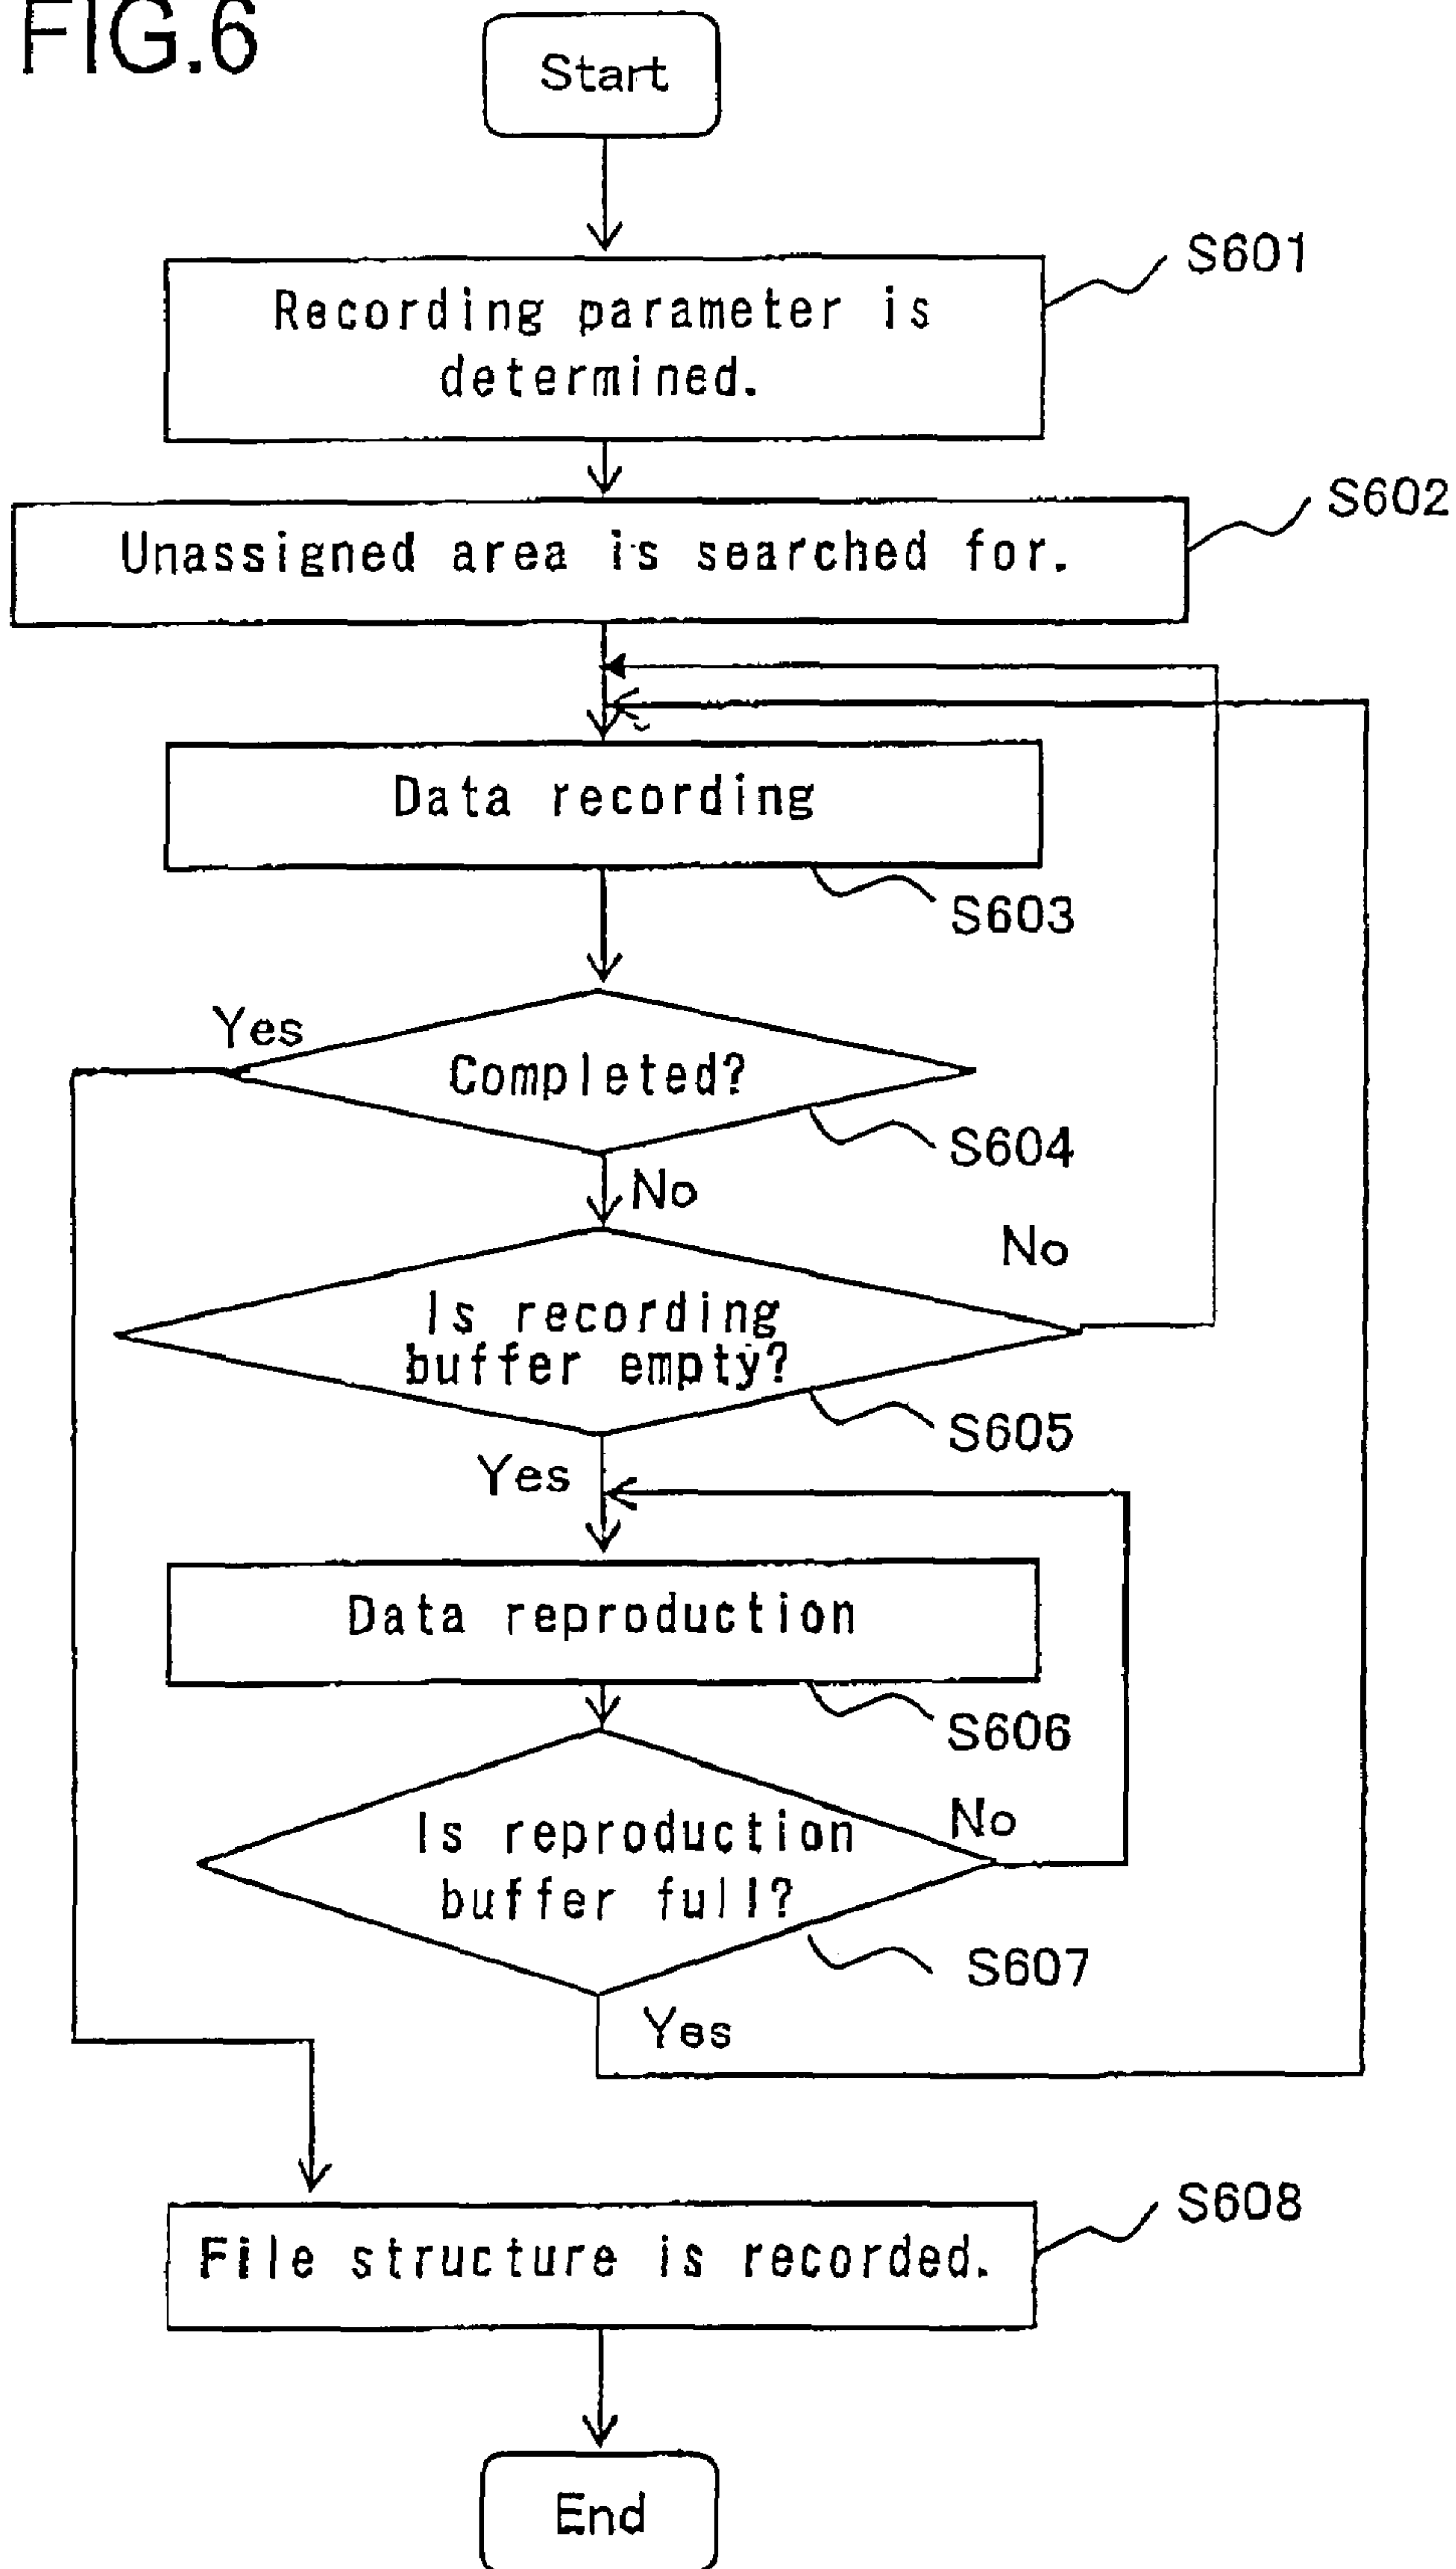 FIG.6
Start
S601
Recording parameter is
determined.
S602
Unassigned area is searched for.
Data recording
S603
Yes
Completed?
S604
No
No
Is recording
buffer empty?
S605
Yes
Data reproduction
S606
No
Is reproduction
buffer full?
S607
Yes
S608
File structure is recorded.
End